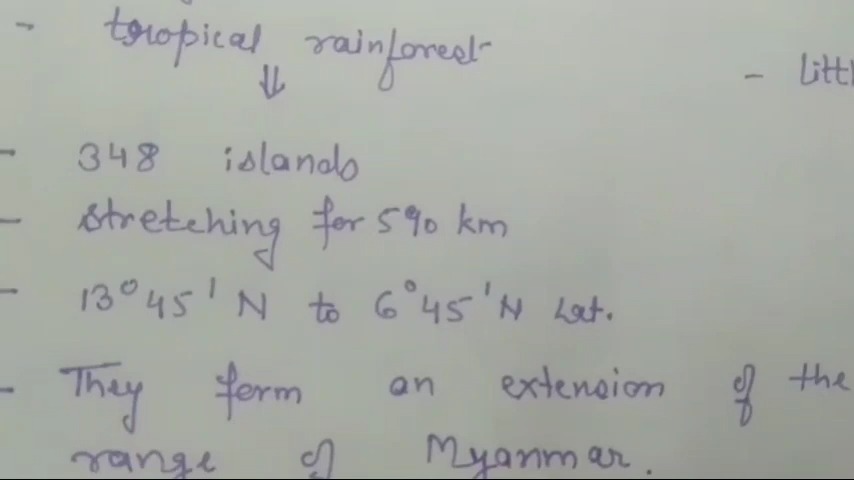 - tropical rainforest
⇓
- litt
- 348 islands
- stretching for 590 km
- 13°45' N to 6°45' N Lat.
- They form an extension of the
range of Myanmar.